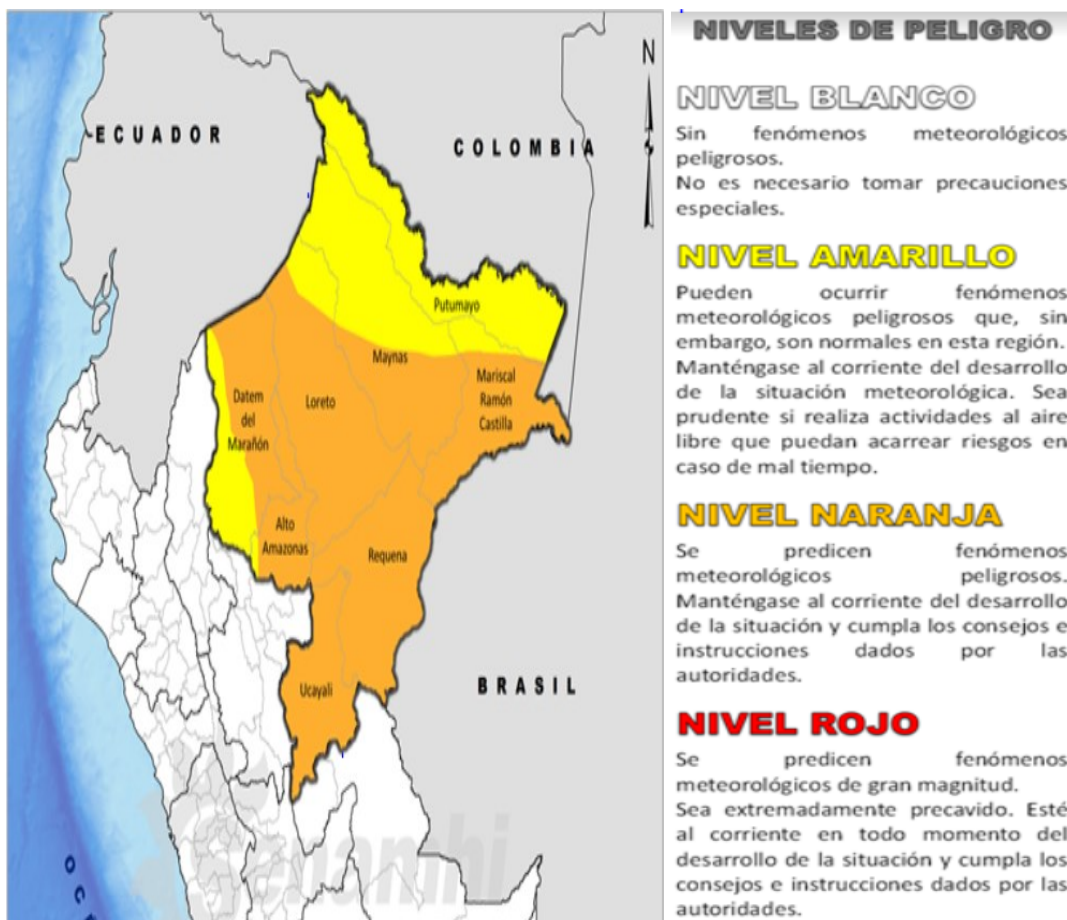 N
ECUADOR
COLOMBIA
Putumayo
Maynas
Mariscal
Ramón
Castilla
Datem
del
Marañón
Loreto
Alto
Amazonas
Requena
Ucayali
BRASIL
NIVELES DE PELIGRO
NIVEL BLANCO
Sin fenómenos meteorológicos
peligrosos.
No es necesario tomar precauciones
especiales.
NIVEL AMARILLO
Pueden ocurrir fenómenos
meteorológicos peligrosos que, sin
embargo, son normales en esta región.
Manténgase al corriente del desarrollo
de la situación meteorológica. Sea
prudente si realiza actividades al aire
libre que puedan acarrear riesgos en
caso de mal tiempo.
NIVEL NARANJA
Se predicen fenómenos
meteorológicos peligrosos.
Manténgase al corriente del desarrollo
de la situación y cumpla los consejos e
instrucciones dados por las
autoridades.
NIVEL ROJO
Se predicen fenómenos
meteorológicos de gran magnitud.
Sea extremadamente precavido. Esté
al corriente en todo momento del
desarrollo de la situación y cumpla los
consejos e instrucciones dados por las
autoridades.